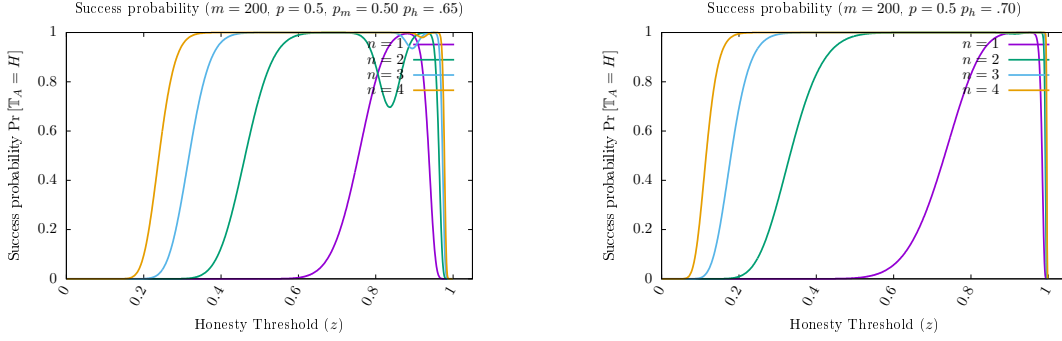 Success probability (m = 200, p = 0.5, pₘ = 0.50 pₕ = .65)
Success probability Pr [𝕋_A = H]
1
0.8
0.6
0.4
0.2
0
n = 1
n = 2
n = 3
n = 4
0
0.2
0.4
0.6
0.8
1
Honesty Threshold (z)
Success probability (m = 200, p = 0.5 pₕ = .70)
Success probability Pr [𝕋_A = H]
1
0.8
0.6
0.4
0.2
0
n = 1
n = 2
n = 3
n = 4
0
0.2
0.4
0.6
0.8
1
Honesty Threshold (z)